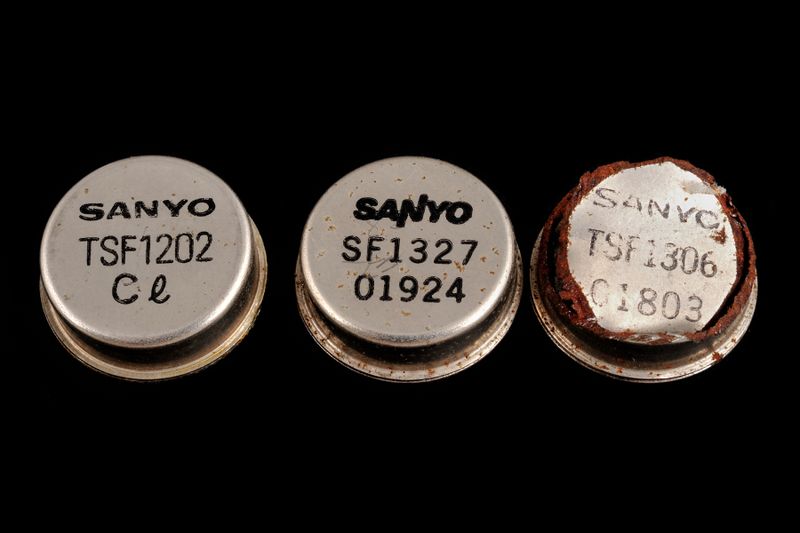 SANYO
TSF1202
Cℓ
SANYO
SF1327
01924
SANYO
TSF1306
01803